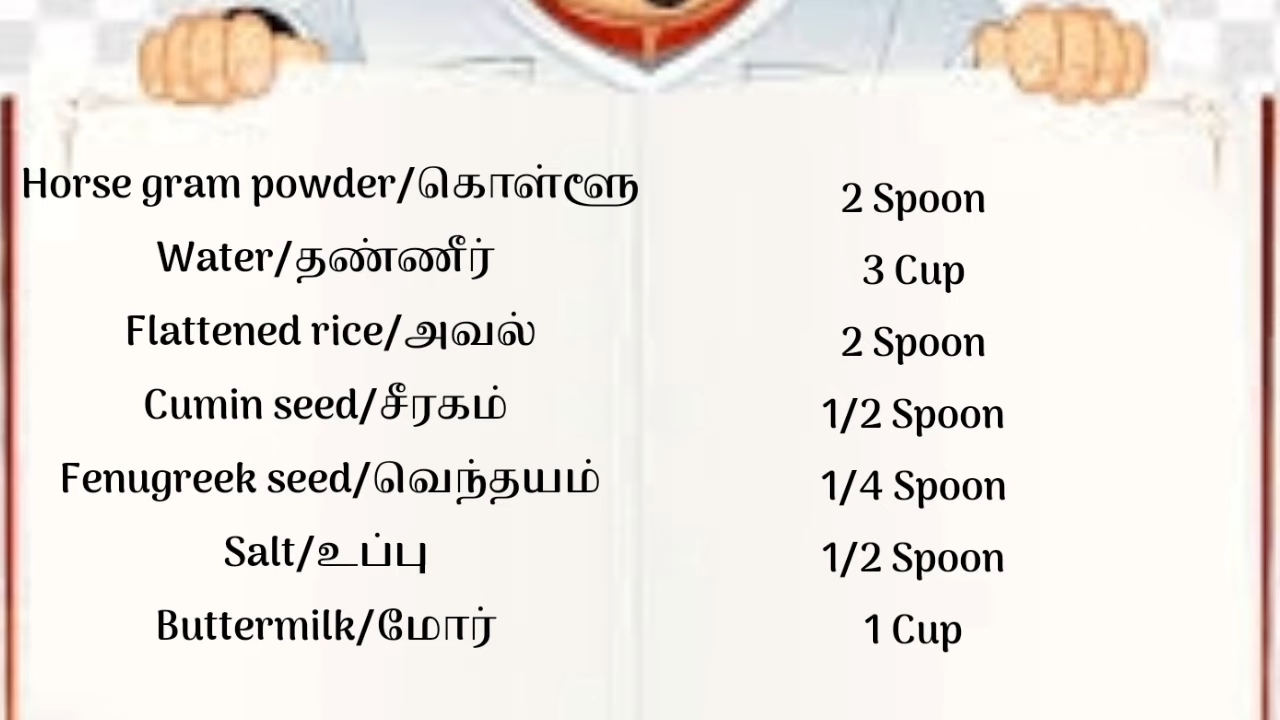 Horse gram powder/கொள்ளூ 2 Spoon
Water/தண்ணீர் 3 Cup
Flattened rice/அவல் 2 Spoon
Cumin seed/சீரகம் 1/2 Spoon
Fenugreek seed/வெந்தயம் 1/4 Spoon
Salt/உப்பு 1/2 Spoon
Buttermilk/மோர் 1 Cup